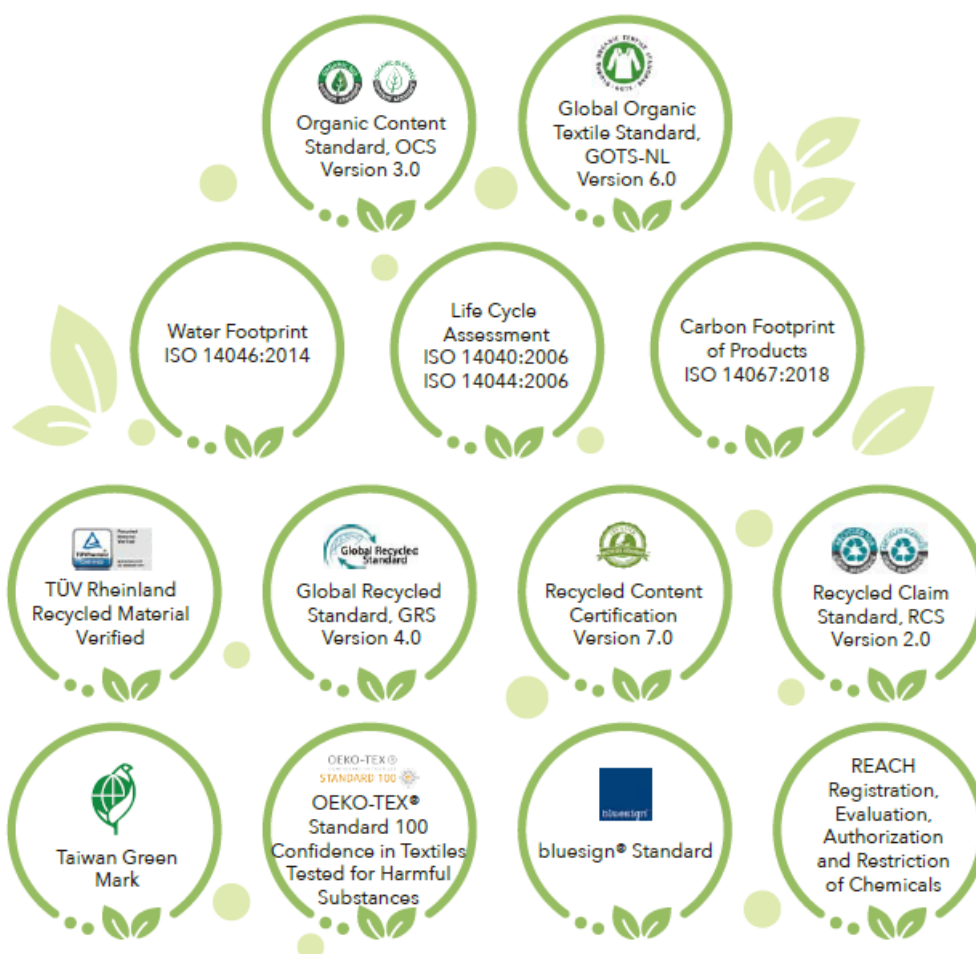 Organic Content
Standard, OCS
Version 3.0
Global Organic
Textile Standard,
GOTS-NL
Version 6.0
Water Footprint
ISO 14046:2014
Life Cycle
Assessment
ISO 14040:2006
ISO 14044:2006
Carbon Footprint
of Products
ISO 14067:2018
TÜVRheinland
Recycled
Material
Verified
TÜV Rheinland
Recycled Material
Verified
Global Recycled
Standard
Global Recycled
Standard, GRS
Version 4.0
Recycled Content
Certification
Version 7.0
Recycled Claim
Standard, RCS
Version 2.0
Taiwan Green
Mark
OEKO-TEX®
STANDARD 100
OEKO-TEX®
Standard 100
Confidence in Textiles
Tested for Harmful
Substances
bluesign®
bluesign® Standard
REACH
Registration,
Evaluation,
Authorization
and Restriction
of Chemicals